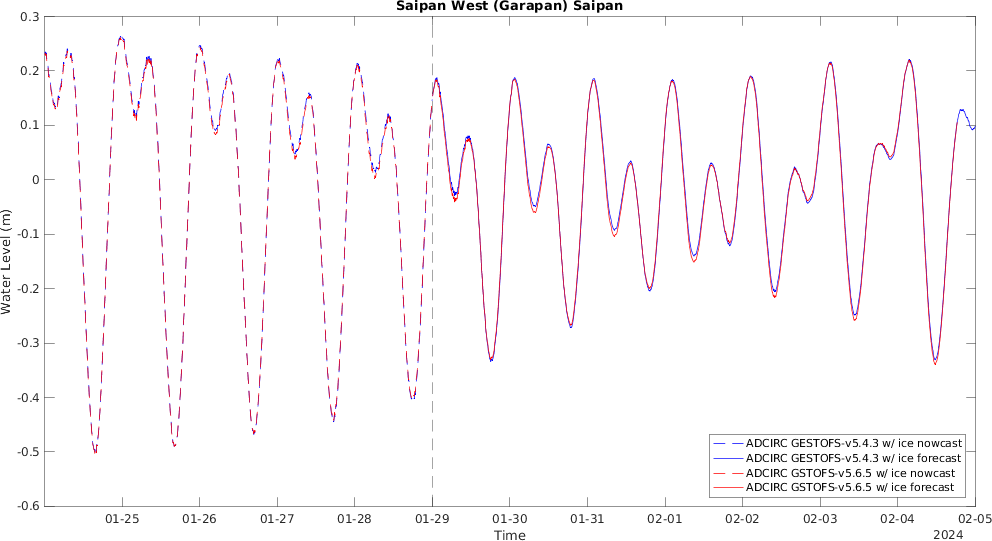 Saipan West (Garapan) Saipan
0.3
0.2
0.1
0
-0.1
-0.2
-0.3
-0.4
-0.5
-0.6
Water Level (m)
ADCIRC GESTOFS-v5.4.3 w/ ice nowcast
ADCIRC GESTOFS-v5.4.3 w/ ice forecast
ADCIRC GSTOFS-v5.6.5 w/ ice nowcast
ADCIRC GSTOFS-v5.6.5 w/ ice forecast
01-25 01-26 01-27 01-28 01-29 01-30 01-31 02-01 02-02 02-03 02-04 02-05
Time
2024